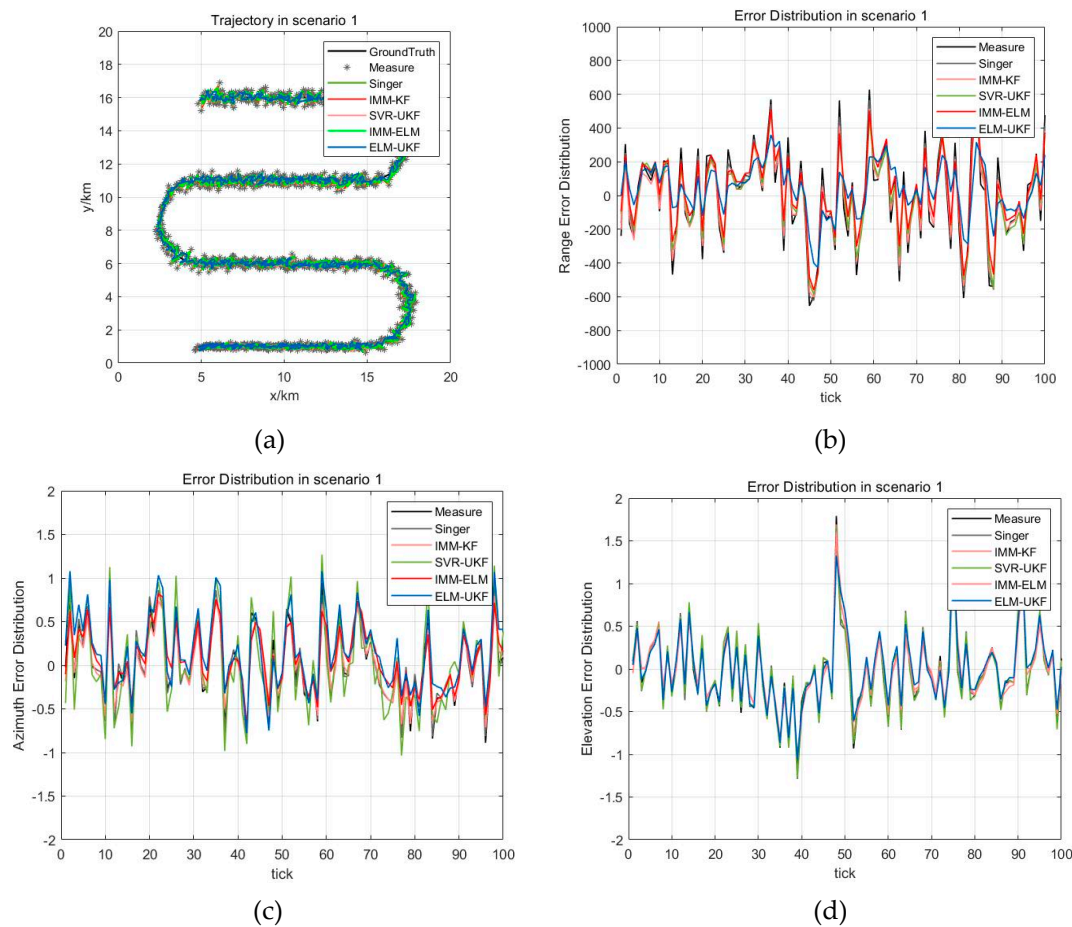 Trajectory in scenario 1
20
18
16
14
12
10
8
6
4
2
0
y/km
0
5
10
15
20
x/km
GroundTruth
Measure
Singer
IMM-KF
SVR-UKF
IMM-ELM
ELM-UKF
(a)
Error Distribution in scenario 1
1000
800
600
400
200
0
-200
-400
-600
-800
-1000
Range Error Distribution
0
10
20
30
40
50
60
70
80
90
100
tick
Measure
Singer
IMM-KF
SVR-UKF
IMM-ELM
ELM-UKF
(b)
Error Distribution in scenario 1
2
1.5
1
0.5
0
-0.5
-1
-1.5
-2
Azimuth Error Distribution
0
10
20
30
40
50
60
70
80
90
100
tick
Measure
Singer
IMM-KF
SVR-UKF
IMM-ELM
ELM-UKF
(c)
Error Distribution in scenario 1
2
1.5
1
0.5
0
-0.5
-1
-1.5
-2
Elevation Error Distribution
0
10
20
30
40
50
60
70
80
90
100
tick
Measure
Singer
IMM-KF
SVR-UKF
IMM-ELM
ELM-UKF
(d)